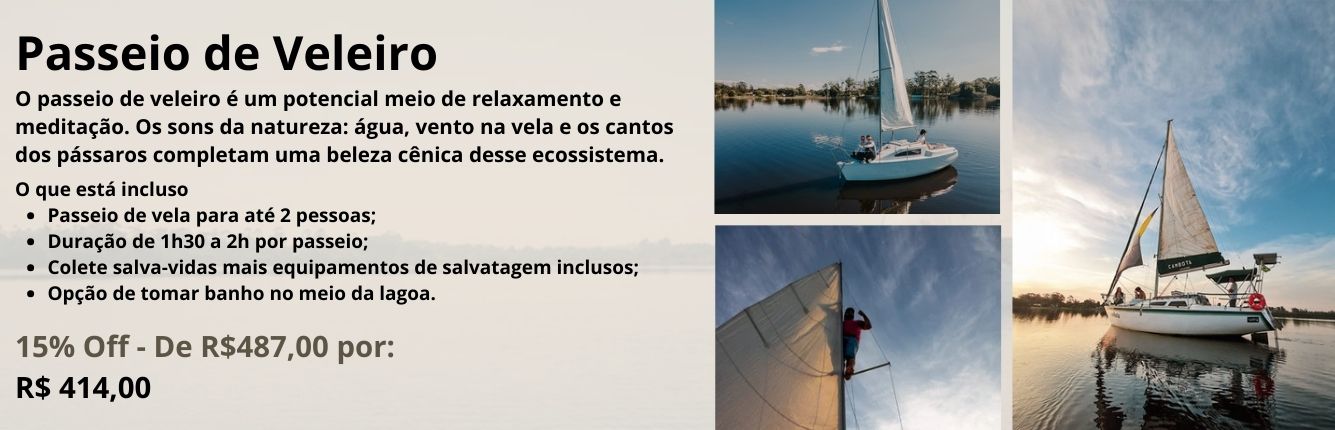 Passeio de Veleiro
O passeio de veleiro é um potencial meio de relaxamento e
meditação. Os sons da natureza: água, vento na vela e os cantos
dos pássaros completam uma beleza cênica desse ecossistema.
O que está incluso
• Passeio de vela para até 2 pessoas;
• Duração de 1h30 a 2h por passeio;
• Colete salva-vidas mais equipamentos de salvatagem inclusos;
• Opção de tomar banho no meio da lagoa.
15% Off - De R$487,00 por:
R$ 414,00
CAMBOTA